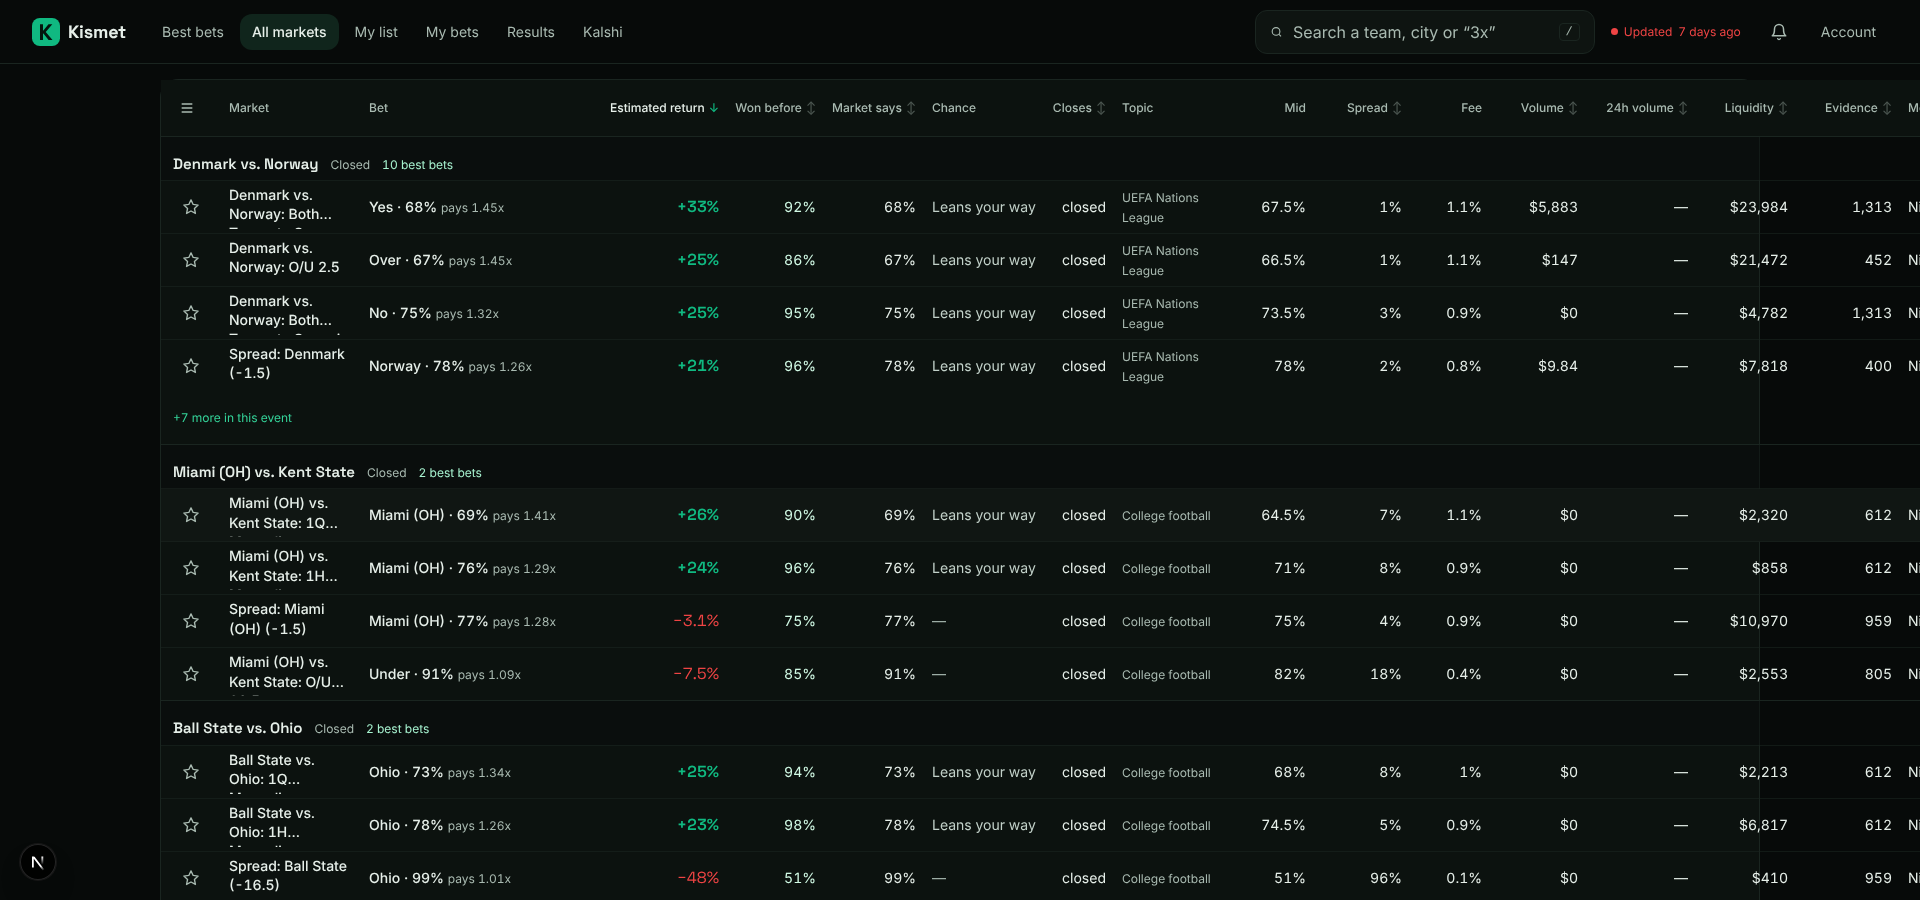 Kismet
Best bets
All markets
My list
My bets
Results
Kalshi
Search a team, city or “3x”
/
Updated 7 days ago
Account
Market Bet Estimated return Won before Market says Chance Closes Topic Mid Spread Fee Volume 24h volume Liquidity Evidence
Denmark vs. Norway Closed 10 best bets
Denmark vs. Norway: Both... Yes · 68% pays 1.45x +33% 92% 68% Leans your way closed UEFA Nations League 67.5% 1% 1.1% $5,883 — $23,984 1,313
Denmark vs. Norway: O/U 2.5 Over · 67% pays 1.45x +25% 86% 67% Leans your way closed UEFA Nations League 66.5% 1% 1.1% $147 — $21,472 452
Denmark vs. Norway: Both... No · 75% pays 1.32x +25% 95% 75% Leans your way closed UEFA Nations League 73.5% 3% 0.9% $0 — $4,782 1,313
Spread: Denmark (-1.5) Norway · 78% pays 1.26x +21% 96% 78% Leans your way closed UEFA Nations League 78% 2% 0.8% $9.84 — $7,818 400
+7 more in this event
Miami (OH) vs. Kent State Closed 2 best bets
Miami (OH) vs. Kent State: 1Q... Miami (OH) · 69% pays 1.41x +26% 90% 69% Leans your way closed College football 64.5% 7% 1.1% $0 — $2,320 612
Miami (OH) vs. Kent State: 1H... Miami (OH) · 76% pays 1.29x +24% 96% 76% Leans your way closed College football 71% 8% 0.9% $0 — $858 612
Spread: Miami (OH) (-1.5) Miami (OH) · 77% pays 1.28x −3.1% 75% 77% — closed College football 75% 4% 0.9% $0 — $10,970 959
Miami (OH) vs. Kent State: O/U... Under · 91% pays 1.09x −7.5% 85% 91% — closed College football 82% 18% 0.4% $0 — $2,553 805
Ball State vs. Ohio Closed 2 best bets
Ball State vs. Ohio: 1Q... Ohio · 73% pays 1.34x +25% 94% 73% Leans your way closed College football 68% 8% 1% $0 — $2,213 612
Ball State vs. Ohio: 1H... Ohio · 78% pays 1.26x +23% 98% 78% Leans your way closed College football 74.5% 5% 0.9% $0 — $6,817 612
Spread: Ball State (-16.5) Ohio · 99% pays 1.01x −48% 51% 99% — closed College football 51% 96% 0.1% $0 — $410 959